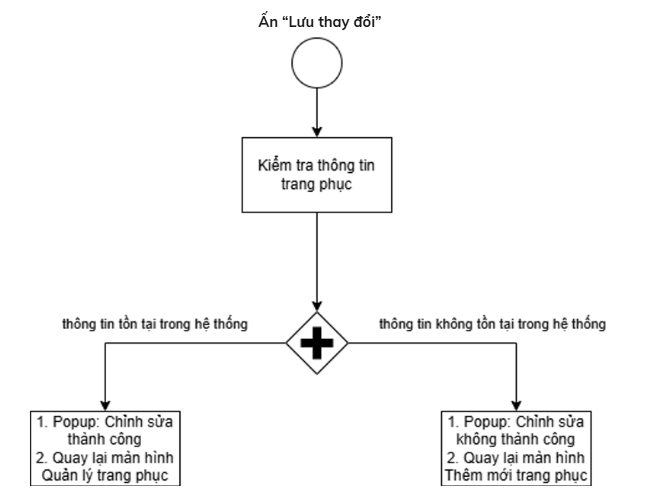 Ấn “Lưu thay đổi”
Kiểm tra thông tin
trang phục
thông tin tồn tại trong hệ thống
thông tin không tồn tại trong hệ thống
1. Popup: Chỉnh sửa
thành công
2. Quay lại màn hình
Quản lý trang phục
1. Popup: Chỉnh sửa
không thành công
2. Quay lại màn hình
Thêm mới trang phục